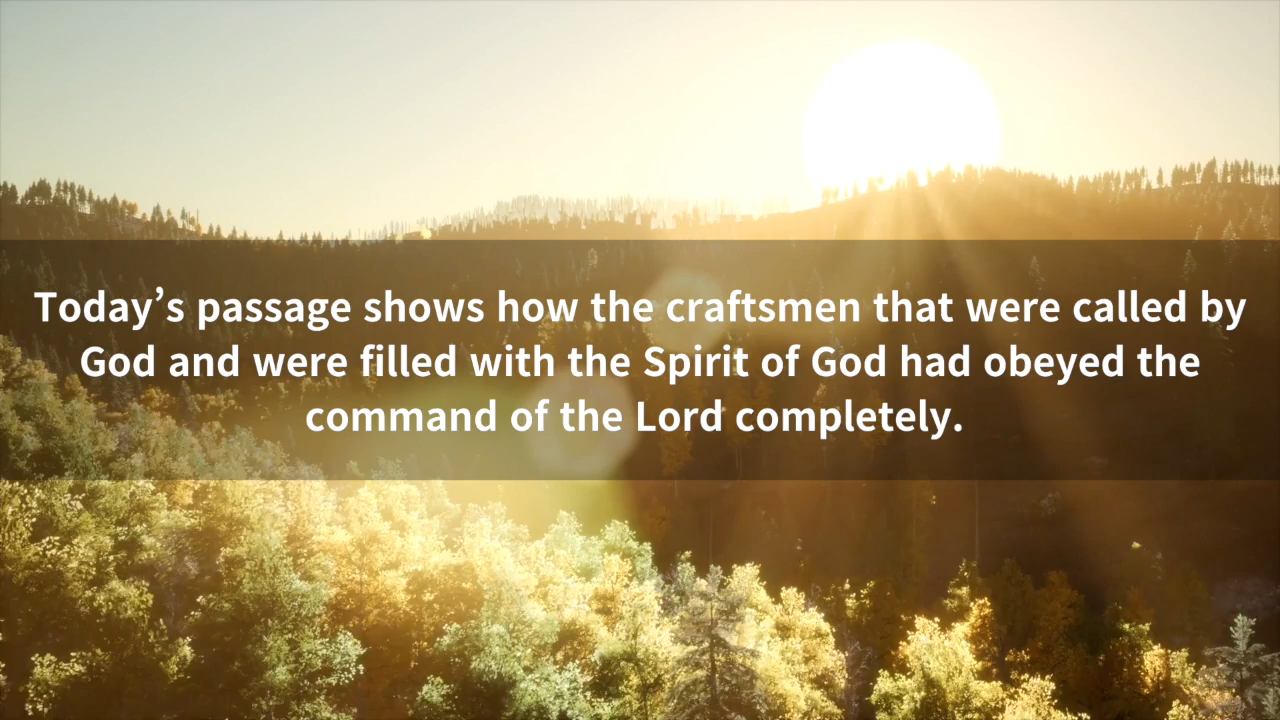 Today’s passage shows how the craftsmen that were called by
God and were filled with the Spirit of God had obeyed the
command of the Lord completely.